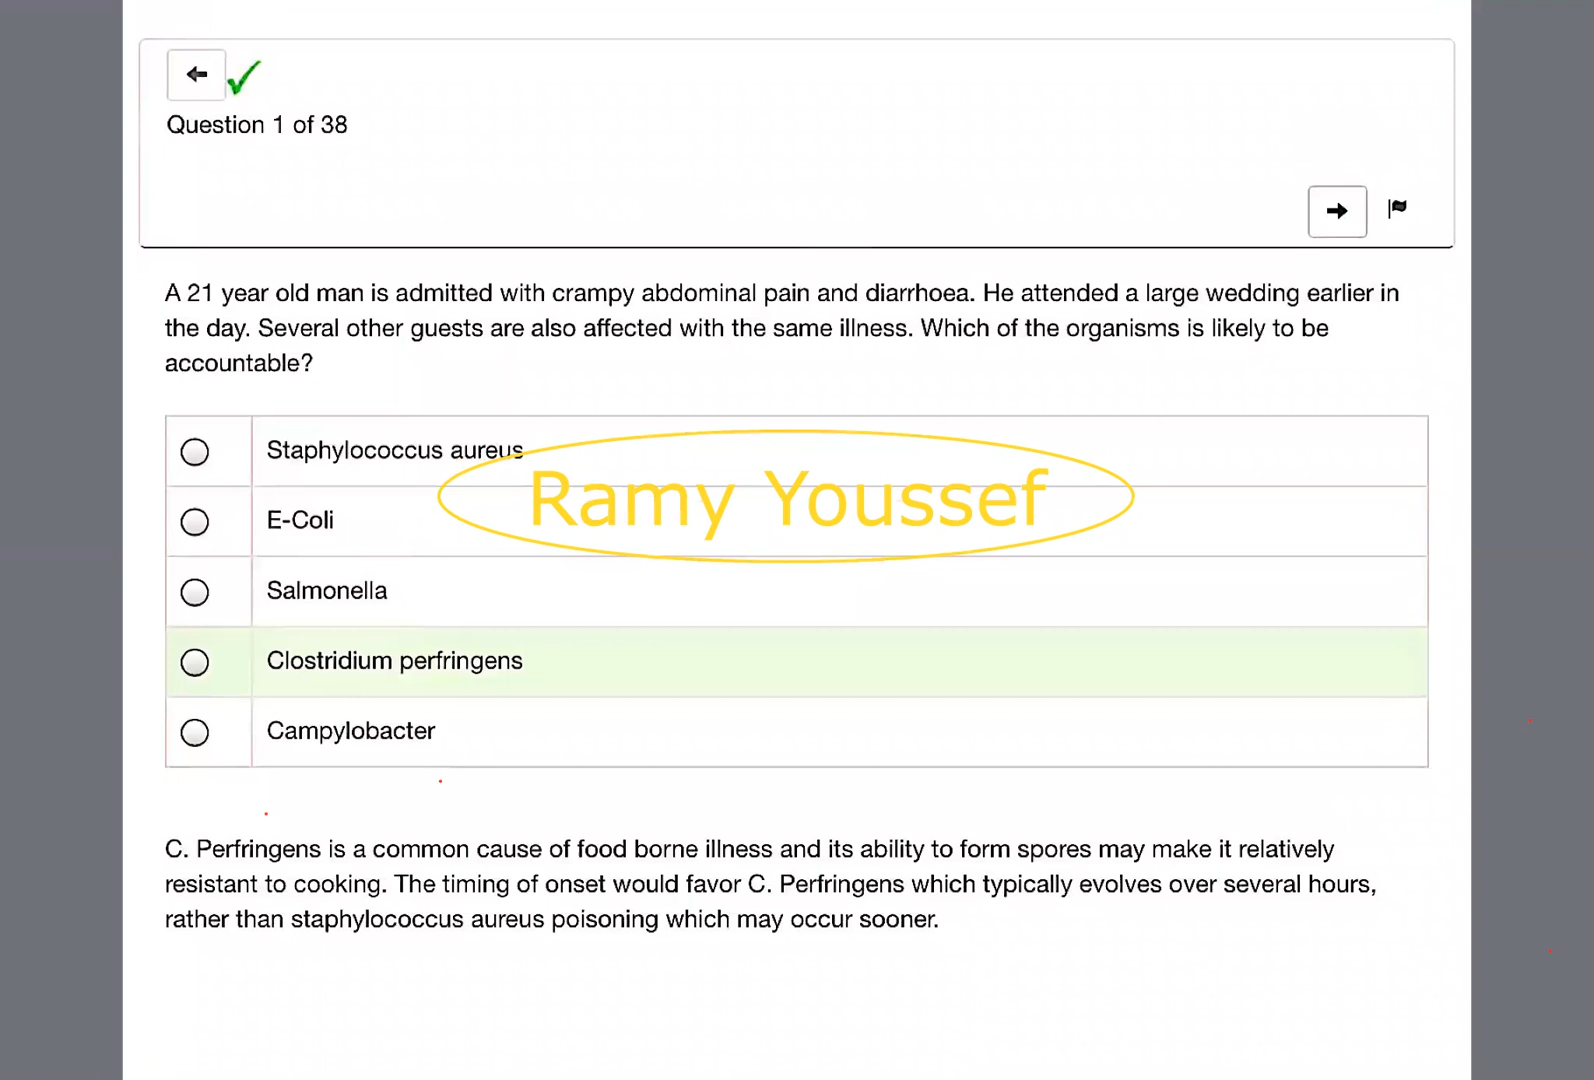 Question 1 of 38
A 21 year old man is admitted with crampy abdominal pain and diarrhoea. He attended a large wedding earlier in
the day. Several other guests are also affected with the same illness. Which of the organisms is likely to be
accountable?
Staphylococcus aureus
Ramy Youssef
E-Coli
Salmonella
Clostridium perfringens
Campylobacter
C. Perfringens is a common cause of food borne illness and its ability to form spores may make it relatively
resistant to cooking. The timing of onset would favor C. Perfringens which typically evolves over several hours,
rather than staphylococcus aureus poisoning which may occur sooner.